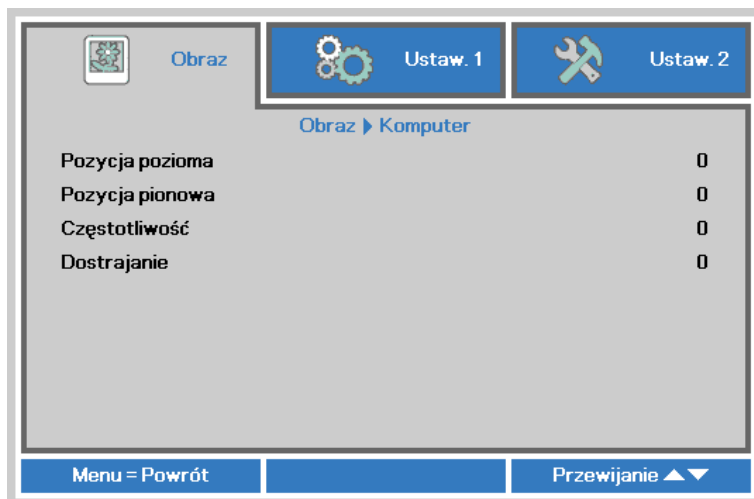 Obraz
Ustaw. 1
Ustaw. 2
Obraz Komputer
Pozycja pozioma 0
Pozycja pionowa 0
Częstotliwość 0
Dostrajanie 0
Menu = Powrót
Przewijanie